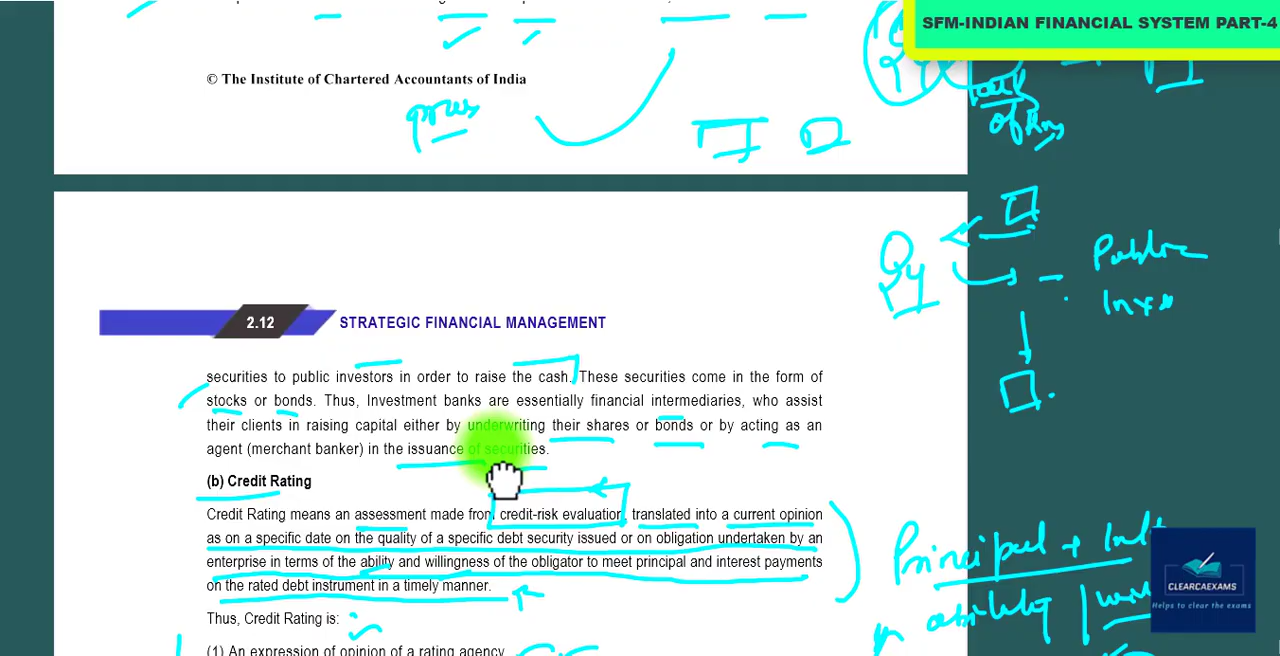 SFM-INDIAN FINANCIAL SYSTEM PART-4
© The Institute of Chartered Accountants of India
Public
2.12 STRATEGIC FINANCIAL MANAGEMENT
securities to public investors in order to raise the cash. These securities come in the form of
stocks or bonds. Thus, Investment banks are essentially financial intermediaries, who assist
their clients in raising capital either by underwriting their shares or bonds or by acting as an
agent (merchant banker) in the issuance of securities.
(b) Credit Rating
Credit Rating means an assessment made from credit-risk evaluation, translated into a current opinion
as on a specific date on the quality of a specific debt security issued or on obligation undertaken by an
enterprise in terms of the ability and willingness of the obligator to meet principal and interest payments
on the rated debt instrument in a timely manner.
Principal + Int
ability
CLEARCAEXAMS
Helps to clear the exams
Thus, Credit Rating is:
(1) An expression of opinion of a rating agency